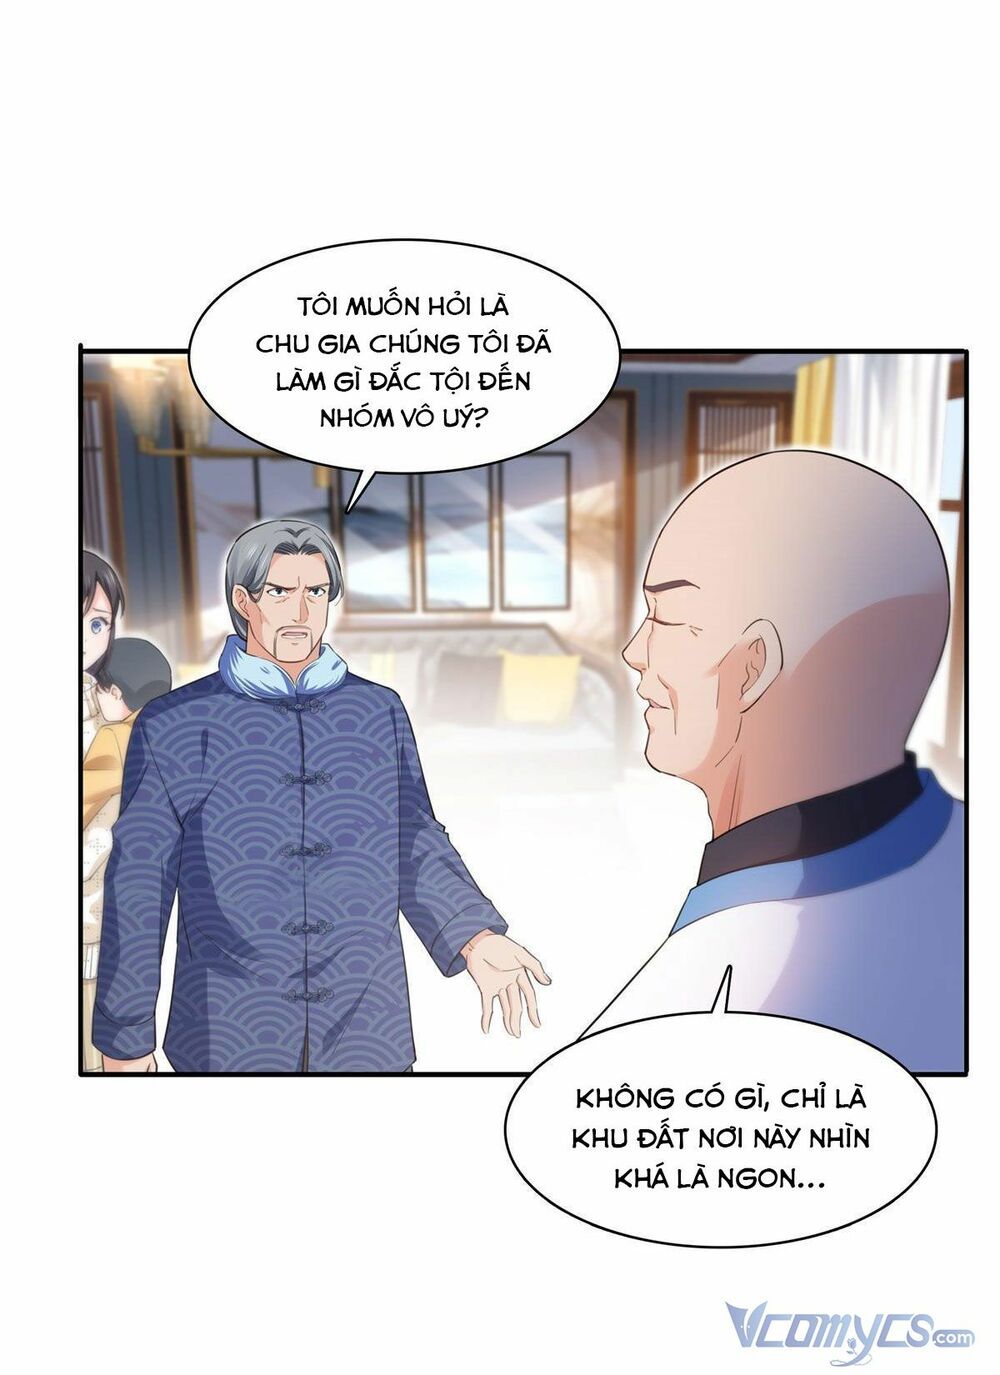 TÔI MUỐN HỎI LÀ
CHU GIA CHÚNG TÔI ĐÃ
LÀM GÌ ĐẮC TỘI ĐẾN
NHÓM VÔ UÝ?
KHÔNG CÓ GÌ, CHỈ LÀ
KHU ĐẤT NƠI NÀY NHÌN
KHÁ LÀ NGON...
VCOMYCS.com